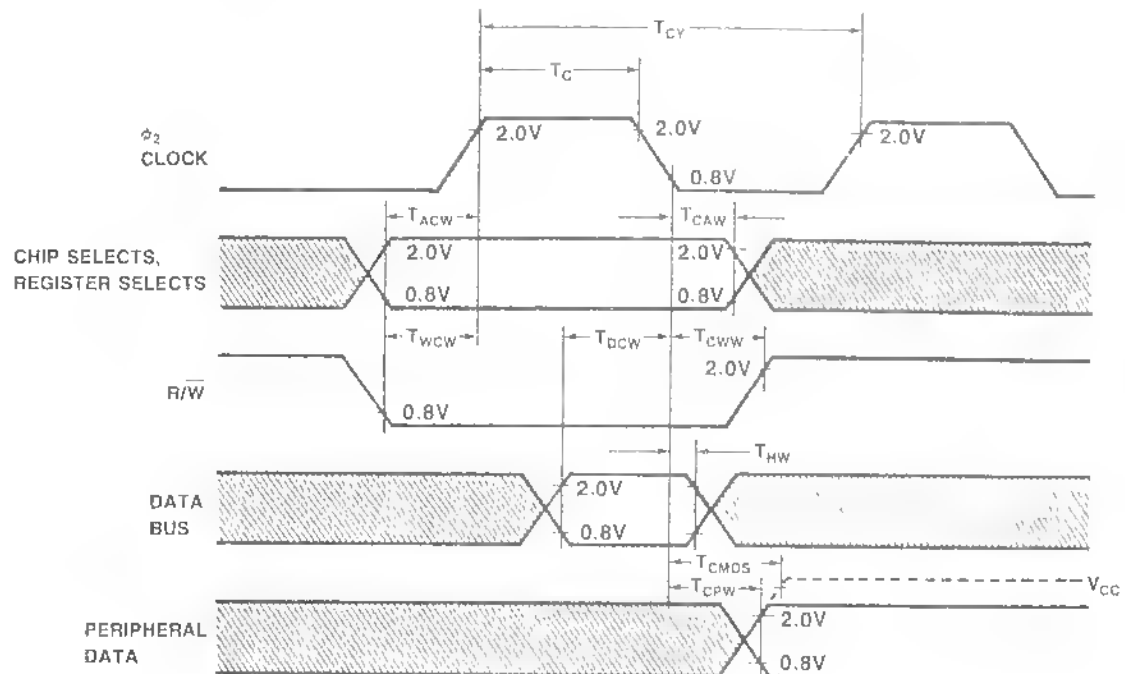 T_CY
T_C
ϕ₂
CLOCK
2.0V 2.0V 2.0V
0.8V
T_ACW T_CAW
CHIP SELECTS,
REGISTER SELECTS
2.0V 2.0V
0.8V 0.8V
T_WCW T_DCW T_CWW
R/W̅
2.0V
0.8V
T_HW
DATA
BUS
2.0V
0.8V
T_CMOS
T_CPW
V_CC
PERIPHERAL
DATA
2.0V
0.8V